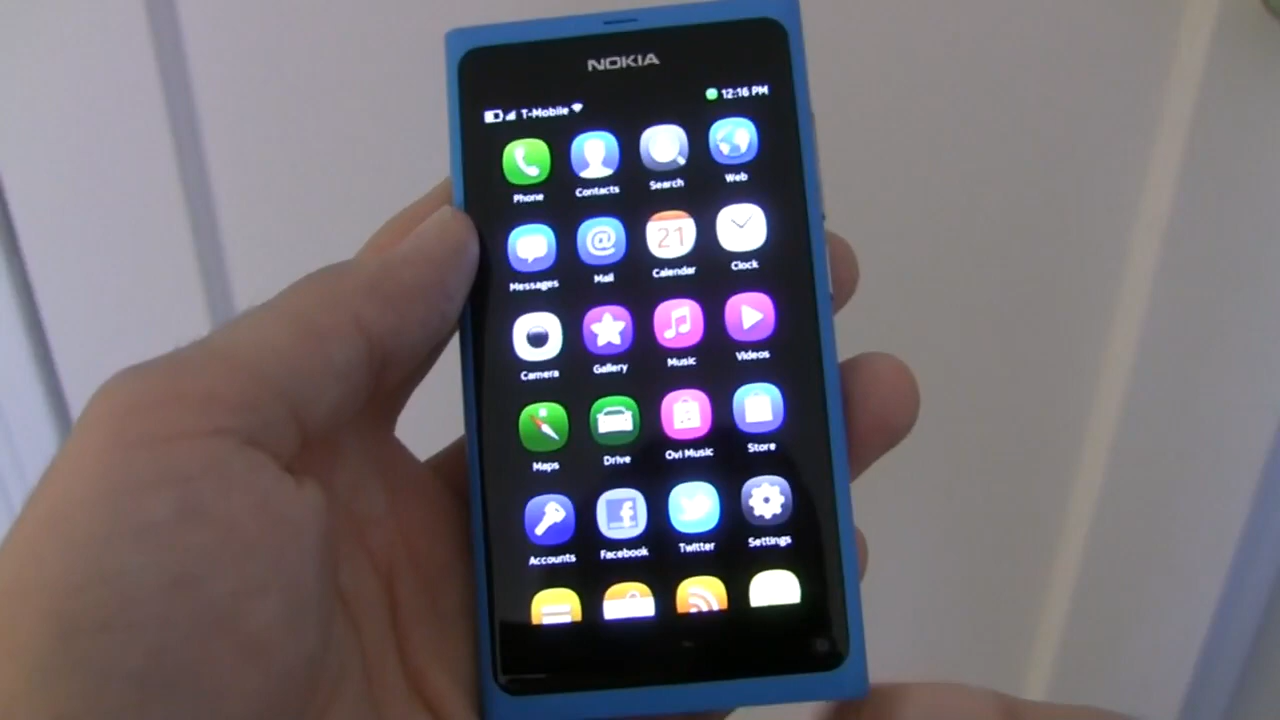 NOKIA
T-Mobile 12:16 PM
Phone Contacts Search Web
21
Messages Mail Calendar Clock
Camera Gallery Music Videos
Maps Drive Ovi Music Store
Accounts Facebook Twitter Settings